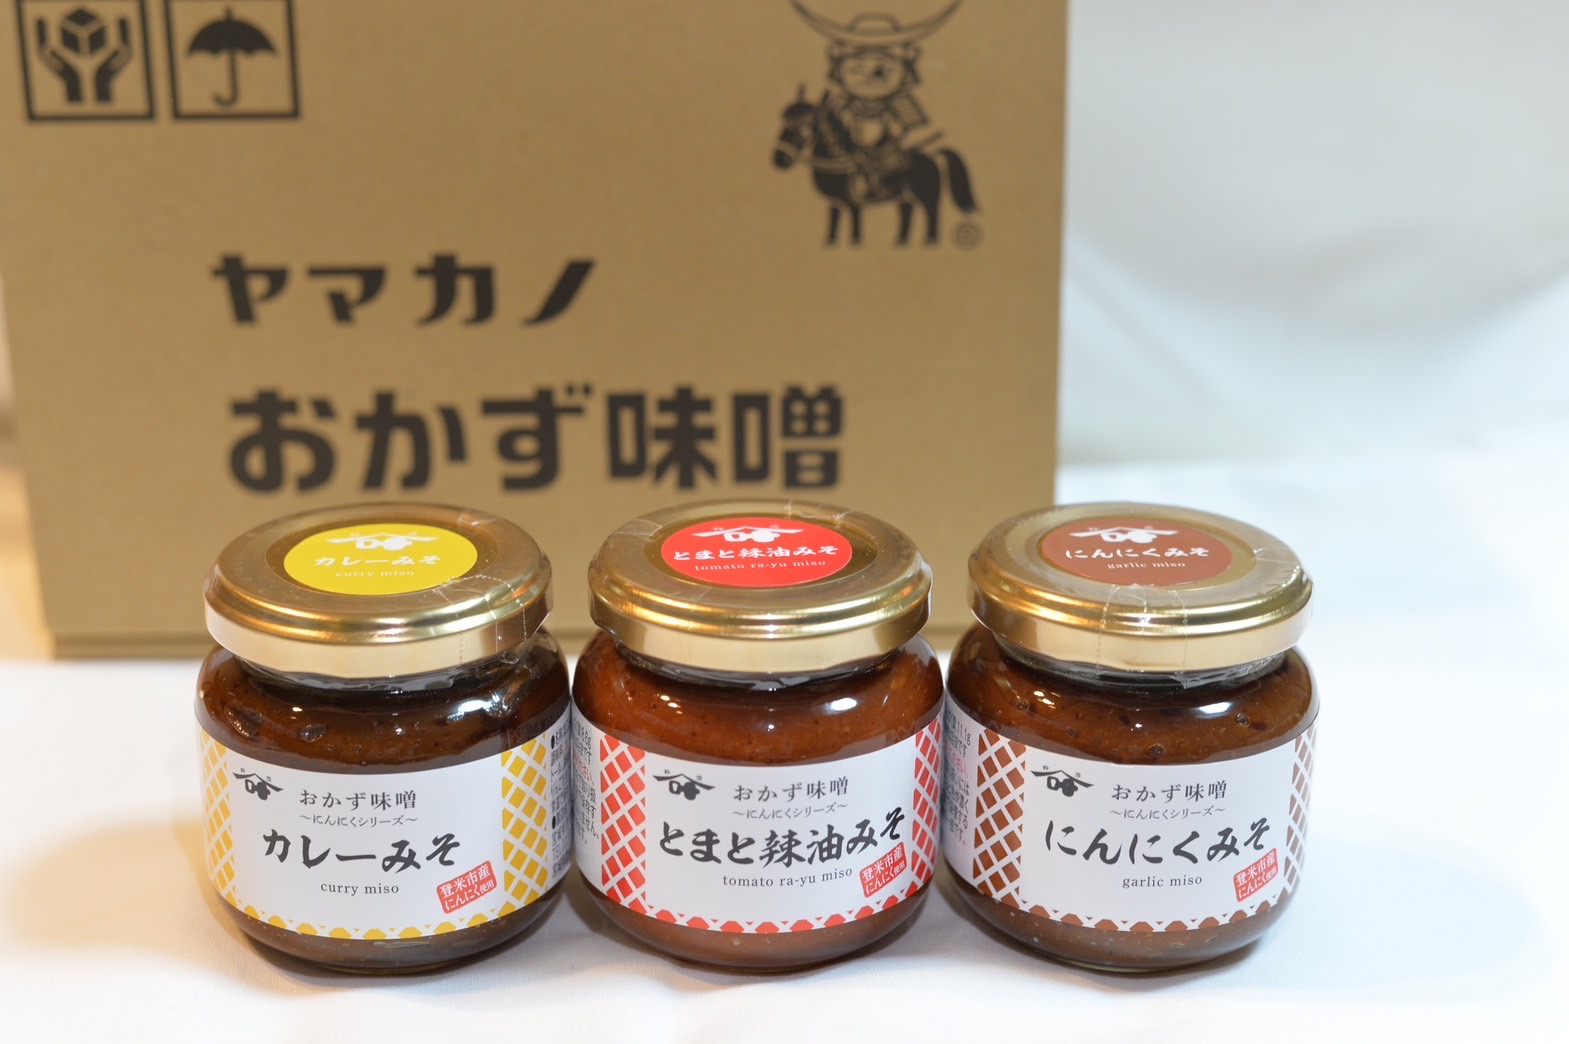 ヤマカノ
おかず味噌
カレーみそ
curry miso
とまと辣油みそ
tomato ra-yu miso
にんにくみそ
garlic miso
おかず味噌
〜にんにくシリーズ〜
カレーみそ
curry miso
登米市産
にんにく使用
おかず味噌
〜にんにくシリーズ〜
とまと辣油みそ
tomato ra-yu miso
登米市産
にんにく使用
おかず味噌
〜にんにくシリーズ〜
にんにくみそ
garlic miso
登米市産
にんにく使用